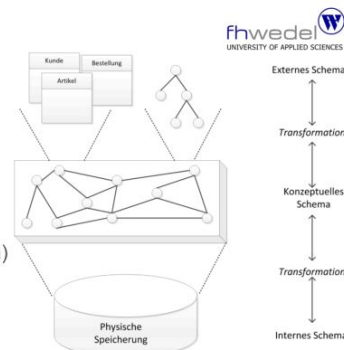 fhwedel
UNIVERSITY OF APPLIED SCIENCES
Kunde
Bestellung
Artikel
Externes Schema
Transformation
Konzeptuelles
Schema
)
Transformation
Physische
Speicherung
Internes Schema